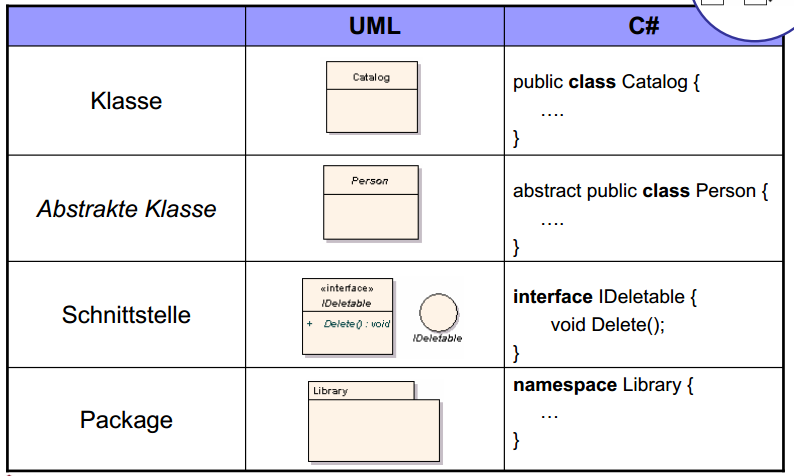 UML
C#
Klasse
Catalog
public class Catalog {
....
}
Abstrakte Klasse
Person
abstract public class Person {
....
}
Schnittstelle
«interface»
IDeletable
+ Delete() : void
IDeletable
interface IDeletable {
void Delete();
}
Package
Library
namespace Library {
...
}